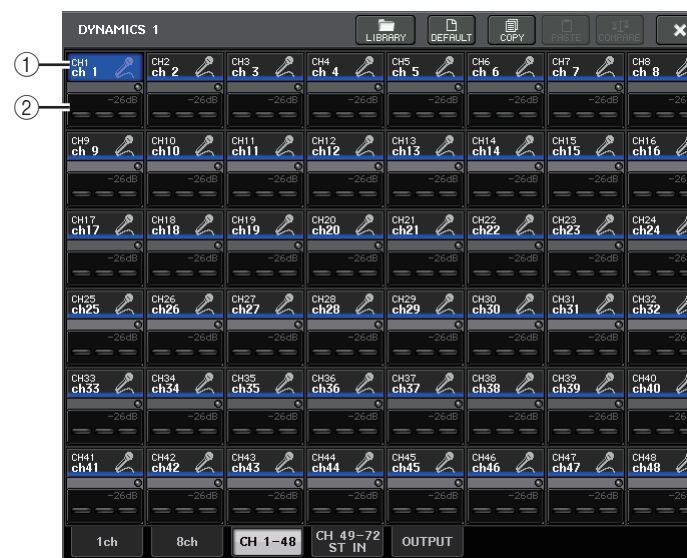 DYNAMICS 1
LIBRARY DEFAULT COPY PASTE COMPARE
① ②
CH1 CH2 CH3 CH4 CH5 CH6 CH7 CH8
ch 1 ch 2 ch 3 ch 4 ch 5 ch 6 ch 7 ch 8
-26dB -26dB -26dB -26dB -26dB -26dB -26dB -26
CH9 CH10 CH11 CH12 CH13 CH14 CH15 CH16
ch 9 ch10 ch11 ch12 ch13 ch14 ch15 ch16
-26dB -26dB -26dB -26dB -26dB -26dB -26dB -26
CH17 CH18 CH19 CH20 CH21 CH22 CH23 CH24
ch17 ch18 ch19 ch20 ch21 ch22 ch23 ch24
-26dB -26dB -26dB -26dB -26dB -26dB -26dB -26
CH25 CH26 CH27 CH28 CH29 CH30 CH31 CH32
ch25 ch26 ch27 ch28 ch29 ch30 ch31 ch32
-26dB -26dB -26dB -26dB -26dB -26dB -26dB -26
CH33 CH34 CH35 CH36 CH37 CH38 CH39 CH40
ch33 ch34 ch35 ch36 ch37 ch38 ch39 ch40
-26dB -26dB -26dB -26dB -26dB -26dB -26dB -26
CH41 CH42 CH43 CH44 CH45 CH46 CH47 CH48
ch41 ch42 ch43 ch44 ch45 ch46 ch47 ch48
-26dB -26dB -26dB -26dB -26dB -26dB -26dB -26
1ch 8ch CH 1-48 CH 49-72 OUTPUT
ST IN